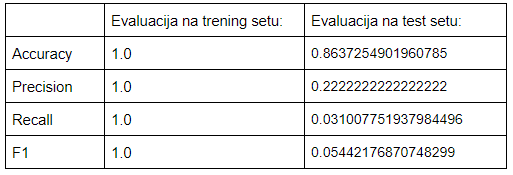 Evaluacija na trening setu: Evaluacija na test setu:
Accuracy 1.0 0.8637254901960785
Precision 1.0 0.2222222222222222
Recall 1.0 0.031007751937984496
F1 1.0 0.05442176870748299